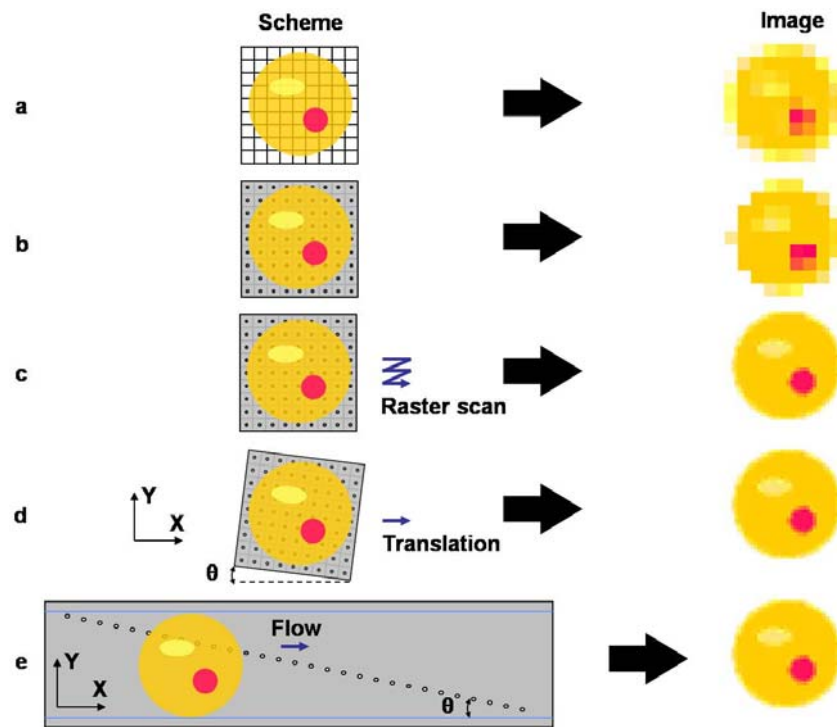 Scheme Image
a
b
c
Raster scan
d
Y
X
θ
Translation
e
Y
X
Flow
θ